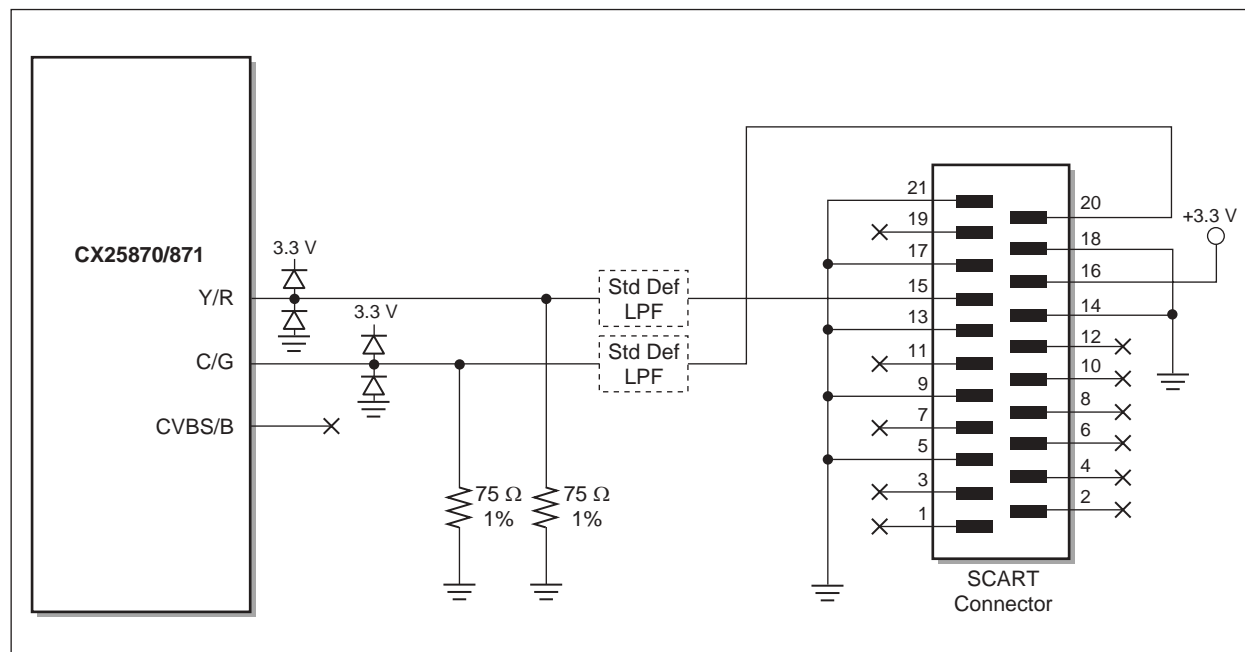 CX25870/871
Y/R
C/G
CVBS/B
3.3 V
3.3 V
Std Def
LPF
Std Def
LPF
75 Ω
1%
75 Ω
1%
21
19
17
15
13
11
9
7
5
3
1
20
18
16
14
12
10
8
6
4
2
+3.3 V
SCART
Connector